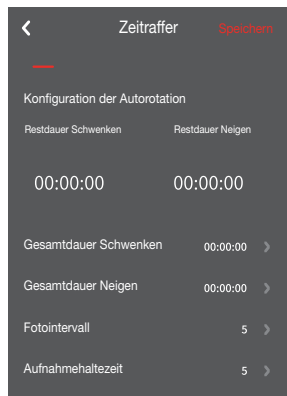 Zeitraffer Speichern
Konfiguration der Autorotation
Restdauer Schwenken Restdauer Neigen
00:00:00 00:00:00
Gesamtdauer Schwenken 00:00:00
Gesamtdauer Neigen 00:00:00
Fotointervall 5
Aufnahmehaltezeit 5